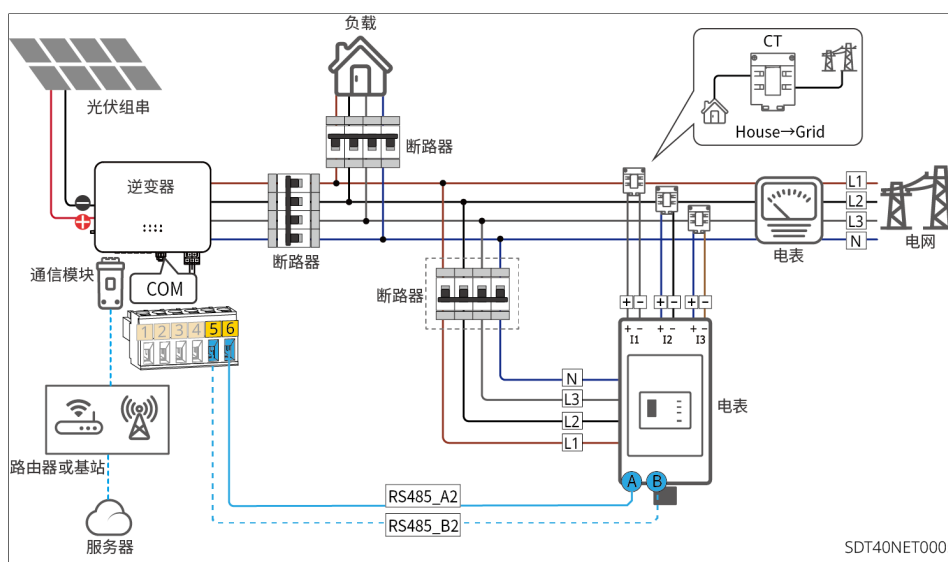 负载
CT
House→Grid
光伏组串
断路器
逆变器
L1
L2
L3
N
电网
电表
断路器
通信模块
COM
断路器
1 2 3 4 5 6
+ - + - + -
+ - + - + -
I1 I2 I3
N
L3
L2
L1
电表
路由器或基站
A B
RS485_A2
RS485_B2
服务器
SDT40NET000